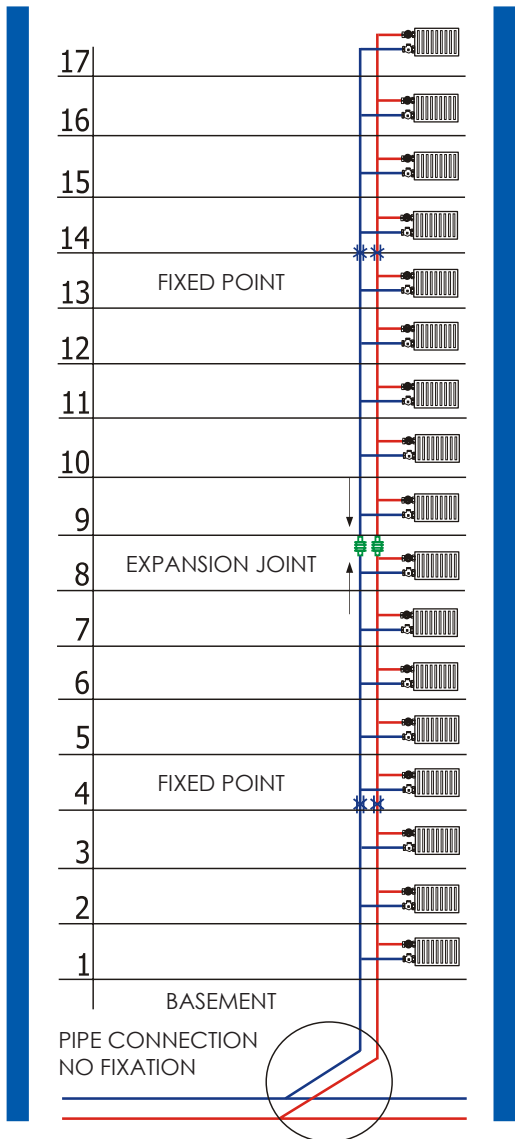 17
16
15
14
13
FIXED POINT
12
11
10
9
8
EXPANSION JOINT
7
6
5
4
FIXED POINT
3
2
1
BASEMENT
PIPE CONNECTION
NO FIXATION